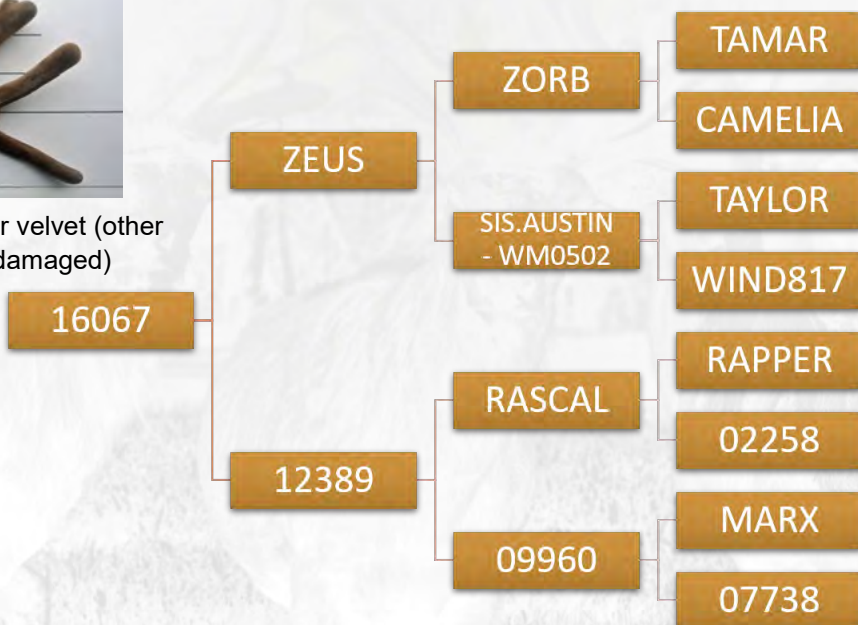 r velvet (other
damaged)
16067
ZEUS
12389
ZORB
SIS.AUSTIN
- WM0502
RASCAL
09960
TAMAR
CAMELIA
TAYLOR
WIND817
RAPPER
02258
MARX
07738